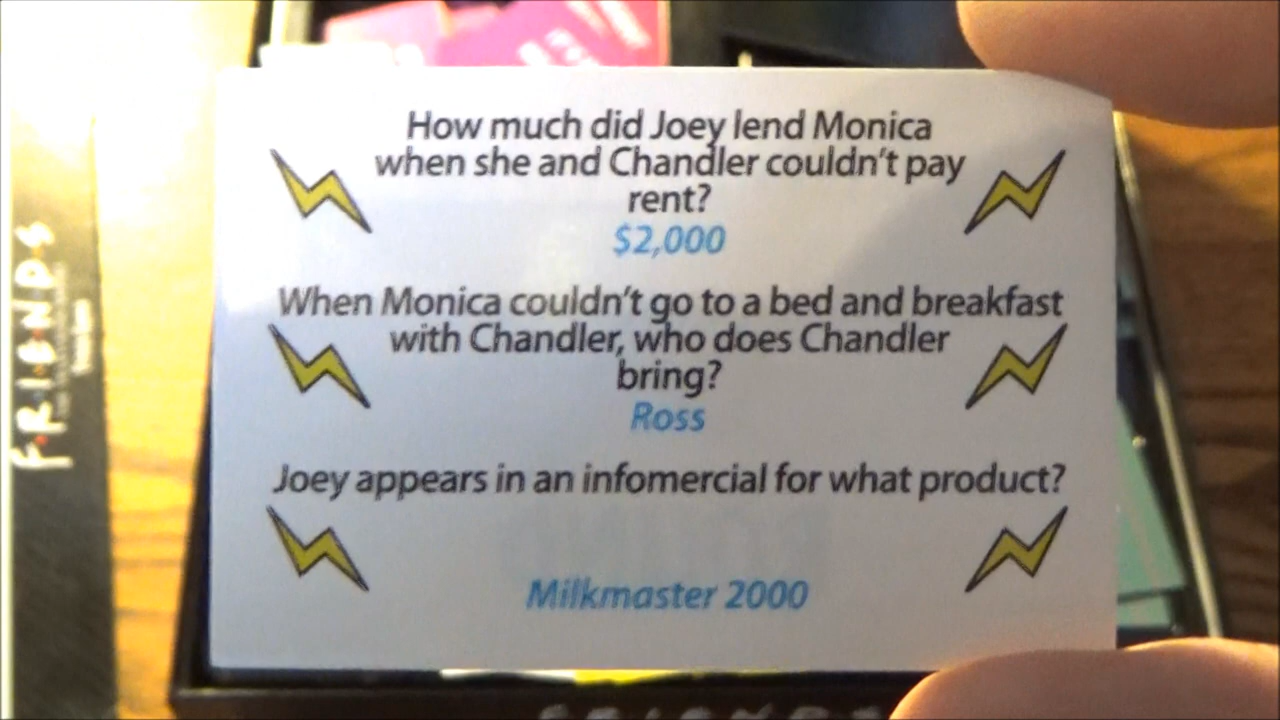 How much did Joey lend Monica
when she and Chandler couldn't pay
rent?
$2,000
When Monica couldn't go to a bed and breakfast
with Chandler, who does Chandler
bring?
Ross
Joey appears in an infomercial for what product?
Milkmaster 2000
F·R·I·E·N·D·S